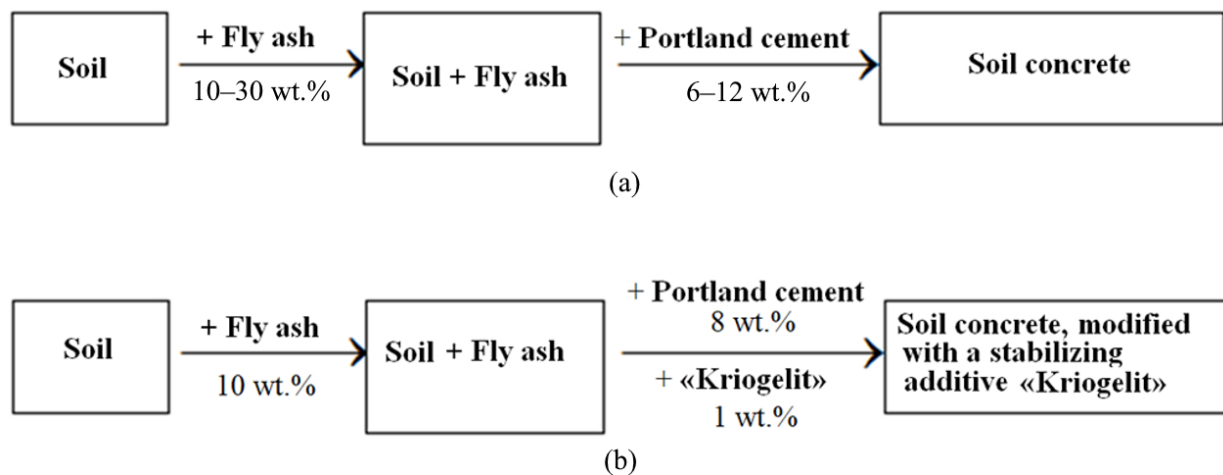 Soil
+ Fly ash
10–30 wt.%
Soil + Fly ash
+ Portland cement
6–12 wt.%
Soil concrete
(a)
Soil
+ Fly ash
10 wt.%
Soil + Fly ash
+ Portland cement
8 wt.%
+ «Kriogelit»
1 wt.%
Soil concrete, modified
with a stabilizing
additive «Kriogelit»
(b)